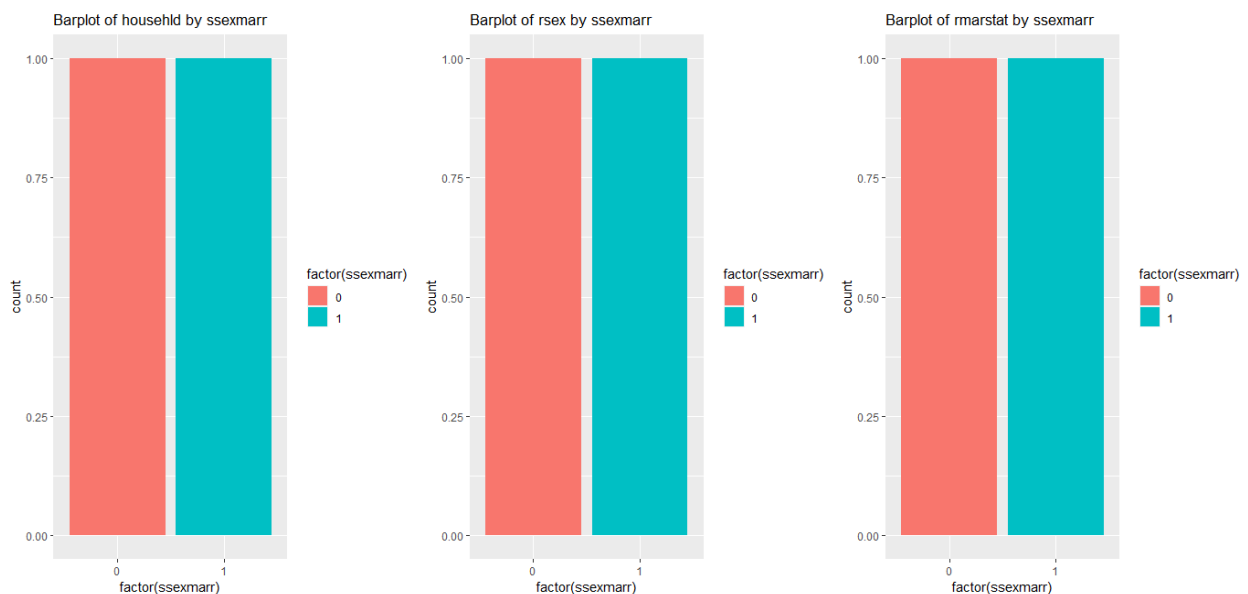 Barplot of househld by ssexmarr
1.00
0.75
0.50
0.25
0.00
count
0
1
factor(ssexmarr)
factor(ssexmarr)
0
1
Barplot of rsex by ssexmarr
1.00
0.75
0.50
0.25
0.00
count
0
1
factor(ssexmarr)
factor(ssexmarr)
0
1
Barplot of rmarstat by ssexmarr
1.00
0.75
0.50
0.25
0.00
count
0
1
factor(ssexmarr)
factor(ssexmarr)
0
1